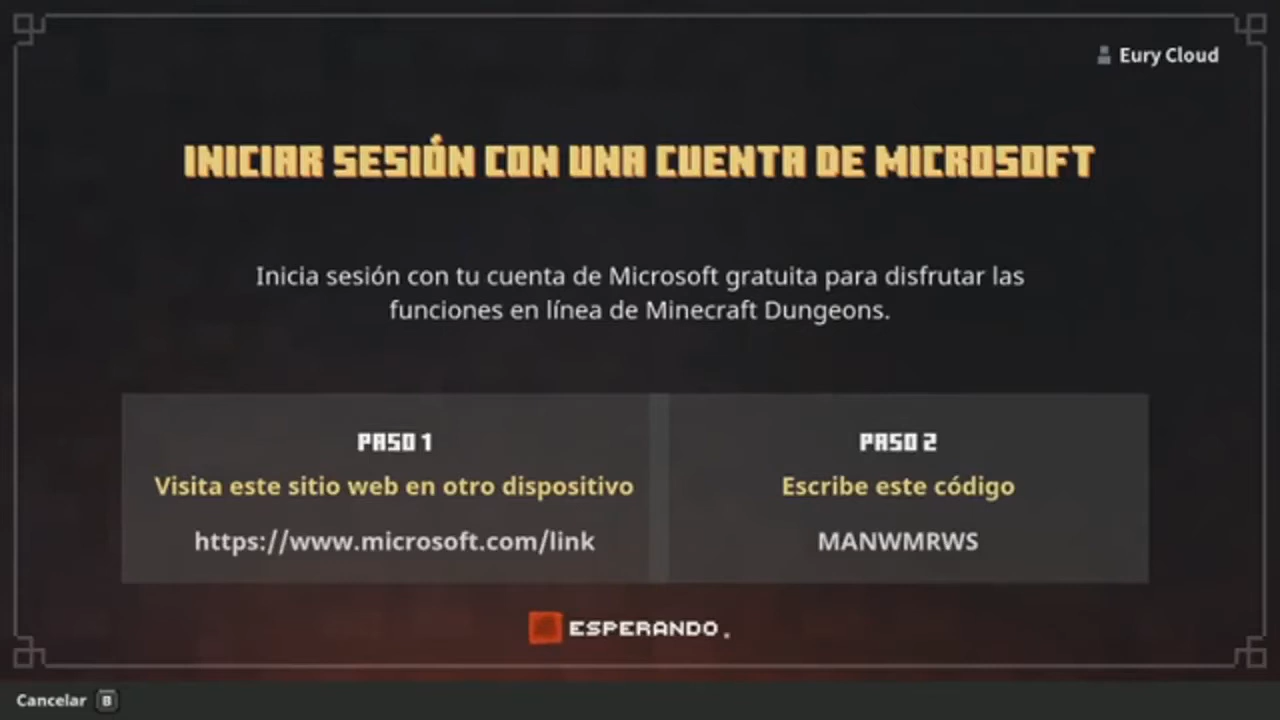 Eury Cloud
INICIAR SESIÓN CON UNA CUENTA DE MICROSOFT
Inicia sesión con tu cuenta de Microsoft gratuita para disfrutar las
funciones en línea de Minecraft Dungeons.
PASO 1
Visita este sitio web en otro dispositivo
https://www.microsoft.com/link
PASO 2
Escribe este código
MANWMRWS
ESPERANDO.
Cancelar B